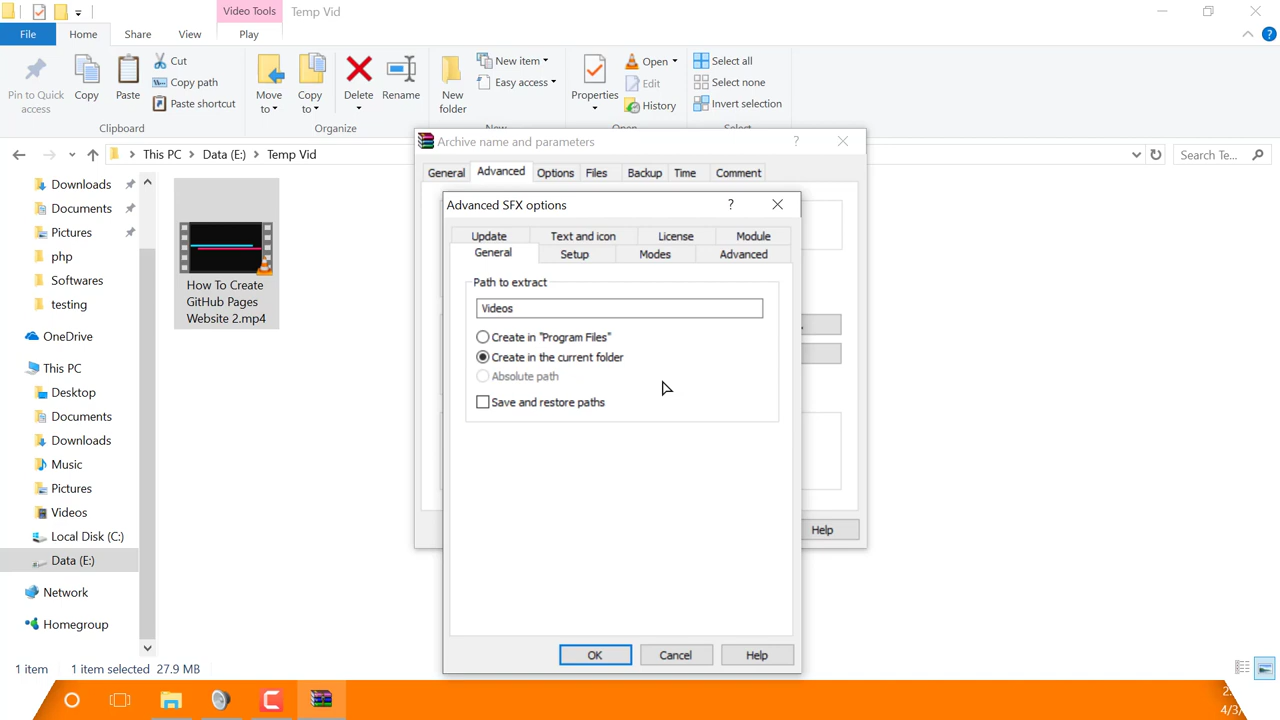 Video Tools
Temp Vid
File
Home
Share
View
Play
Pin to Quick access
Copy
Paste
Cut
Copy path
Paste shortcut
Clipboard
Move to
Copy to
Delete
Rename
Organize
New folder
New item
Easy access
Properties
Open
Edit
History
Select all
Select none
Invert selection
This PC > Data (E:) > Temp Vid
Search Te...
Downloads
Documents
Pictures
php
Softwares
testing
OneDrive
This PC
Desktop
Documents
Downloads
Music
Pictures
Videos
Local Disk (C:)
Data (E:)
Network
Homegroup
How To Create
GitHub Pages
Website 2.mp4
Archive name and parameters
?
General
Advanced
Options
Files
Backup
Time
Comment
Advanced SFX options
?
Update
Text and icon
License
Module
General
Setup
Modes
Advanced
Path to extract
Videos
Create in "Program Files"
Create in the current folder
Absolute path
Save and restore paths
OK
Cancel
Help
Help
1 item
1 item selected 27.9 MB